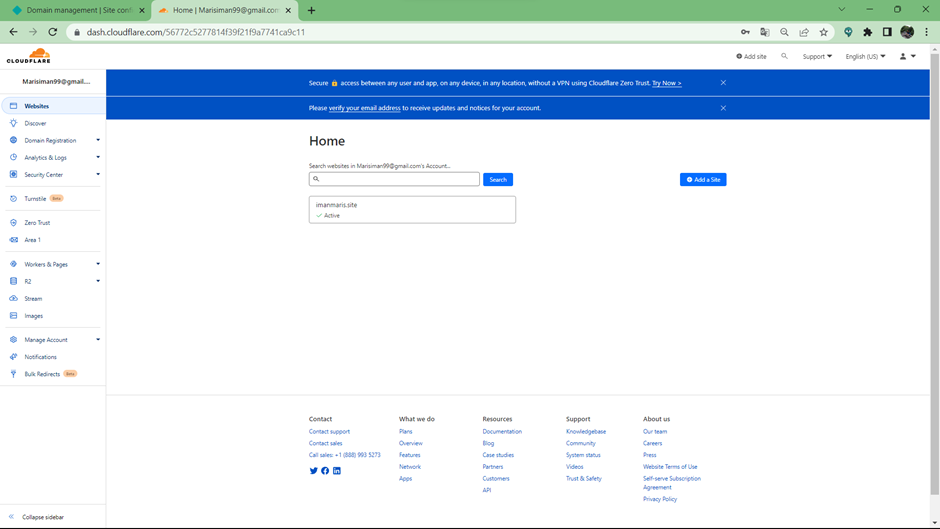 Domain management | Site conf
Home | Marisiman99@gmail.com
dash.cloudflare.com/56772c5277814f39f21f9a7741ca9c11
CLOUDFLARE
Add site
Support
English (US)
Marisiman99@gmail....
Websites
Discover
Domain Registration
Analytics & Logs
Security Center
Turnstile Beta
Zero Trust
Area 1
Workers & Pages
R2
Stream
Images
Manage Account
Notifications
Bulk Redirects Beta
Collapse sidebar
Secure 🔒 access between any user and app, on any device, in any location, without a VPN using Cloudflare Zero Trust. Try Now >
Please verify your email address to receive updates and notices for your account.
Home
Search websites in Marisiman99@gmail.com's Account...
Search
Add a Site
imanmaris.site
Active
Contact
Contact support
Contact sales
Call sales: +1 (888) 993 5273
What we do
Plans
Overview
Features
Network
Apps
Resources
Documentation
Blog
Case studies
Partners
Customers
API
Support
Knowledgebase
Community
System status
Videos
Trust & Safety
About us
Our team
Careers
Press
Website Terms of Use
Self-serve Subscription
Agreement
Privacy Policy